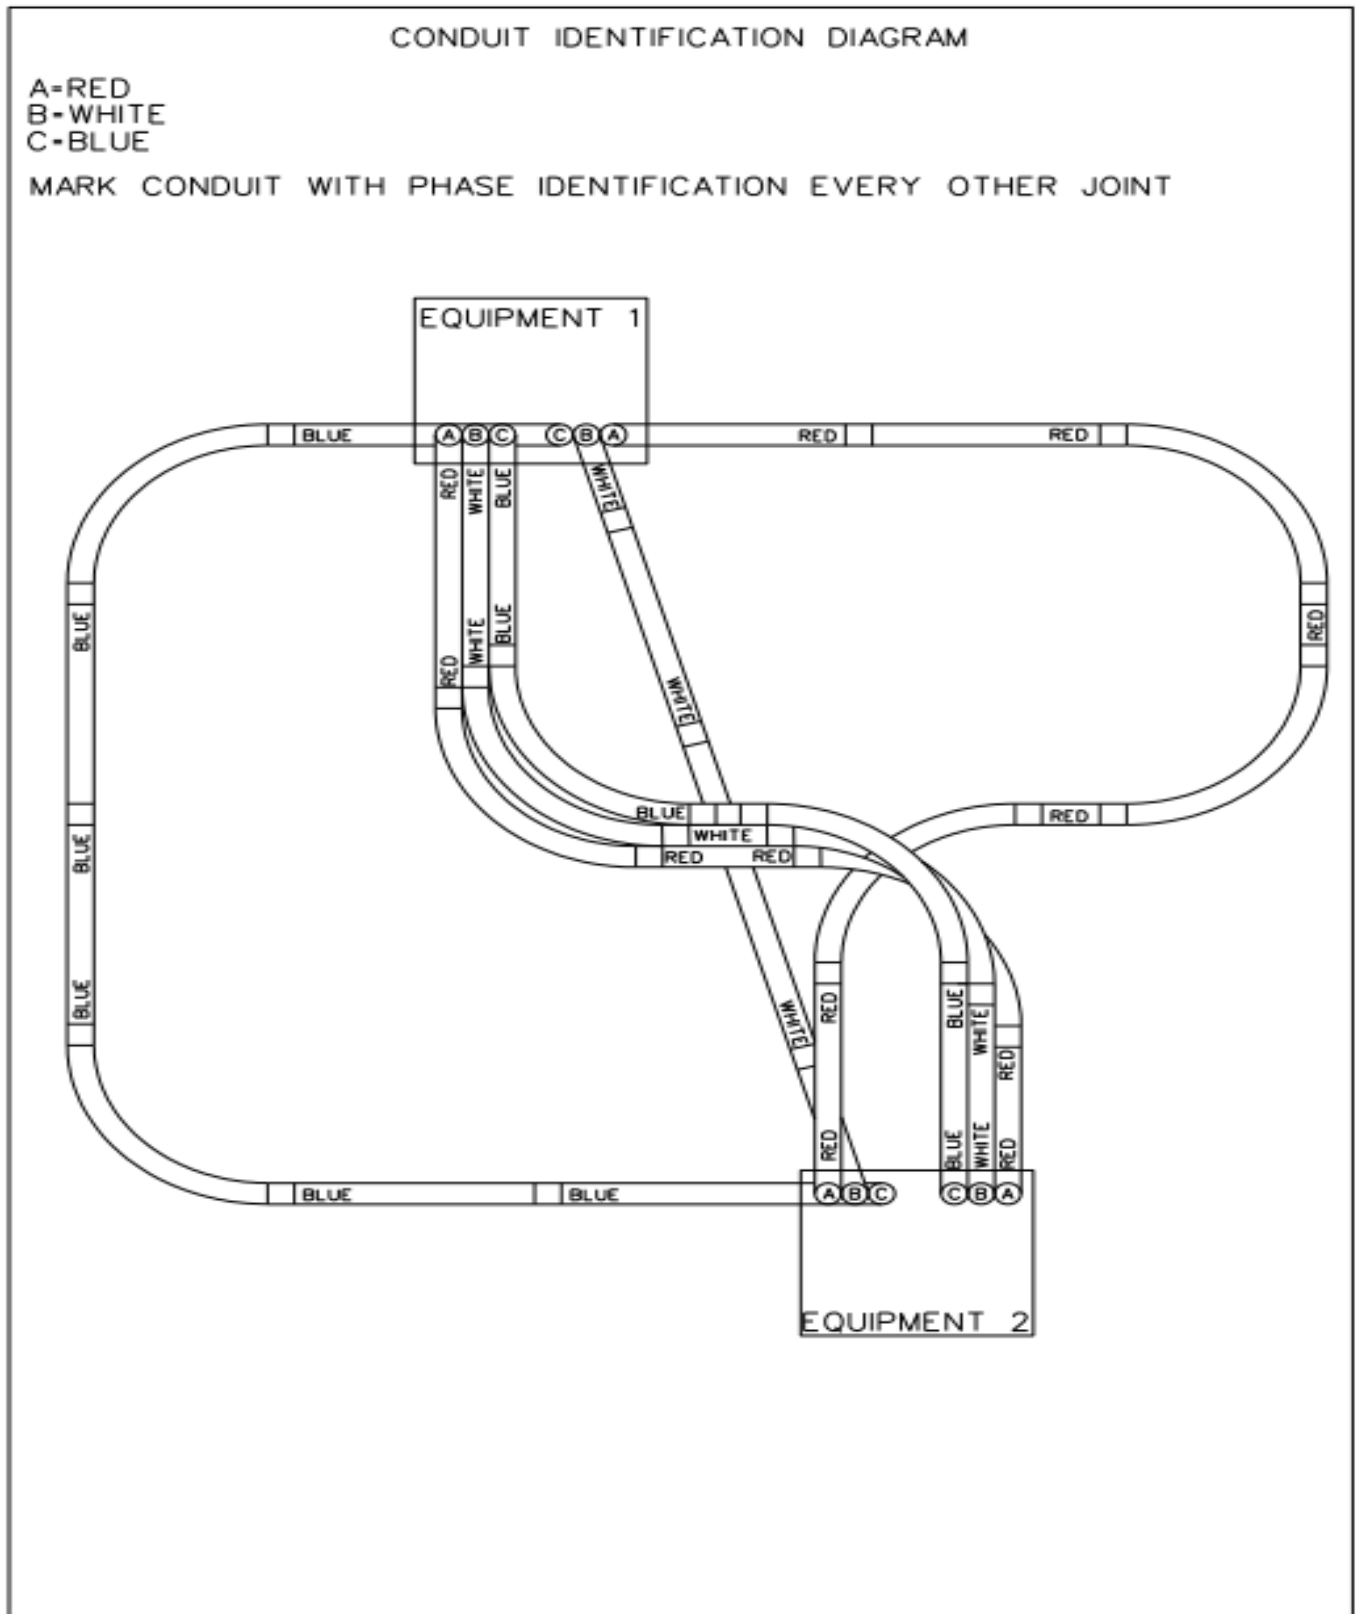 CONDUIT IDENTIFICATION DIAGRAM
A=RED
B-WHITE
C-BLUE
MARK CONDUIT WITH PHASE IDENTIFICATION EVERY OTHER JOINT
EQUIPMENT 1
BLUE
A B C C B A
RED
RED
RED
WHITE
BLUE
WHITE
BLUE
RED
RED
WHITE
BLUE
WHITE
BLUE
RED
WHITE
RED
RED
BLUE
BLUE
RED
BLUE
WHITE
WHITE
RED
RED
BLUE
WHITE
RED
BLUE
BLUE
A B C C B A
EQUIPMENT 2